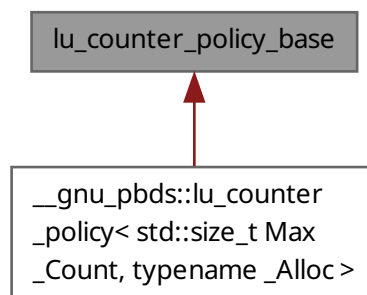 lu_counter_policy_base
__gnu_pbds::lu_counter
_policy< std::size_t Max
_Count, typename _Alloc >